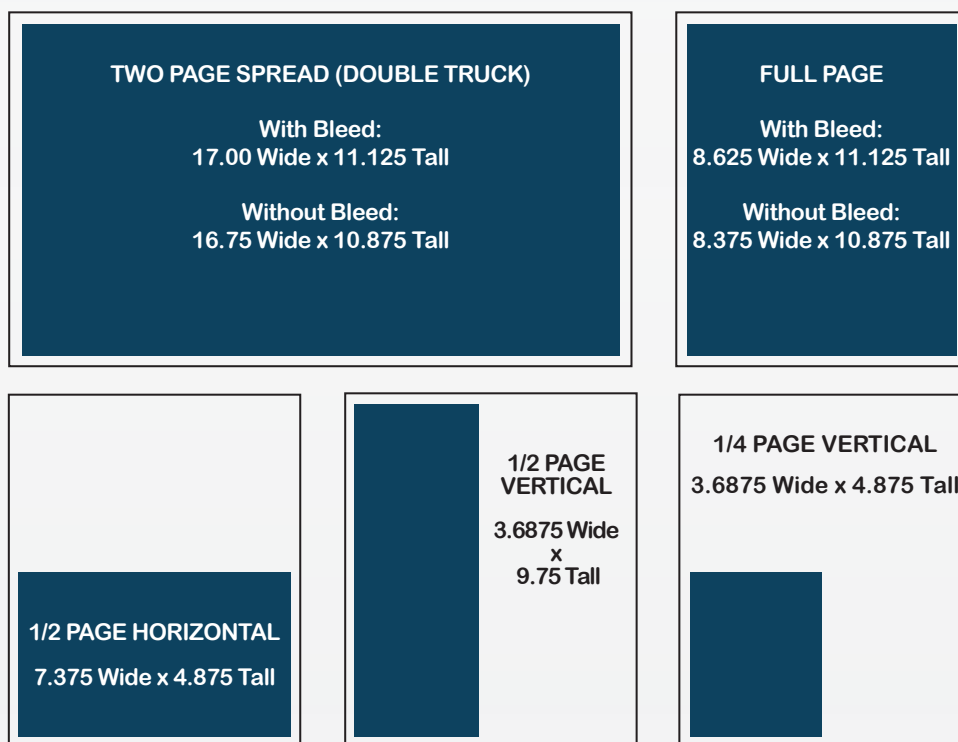 TWO PAGE SPREAD (DOUBLE TRUCK)
With Bleed:
17.00 Wide x 11.125 Tall
Without Bleed:
16.75 Wide x 10.875 Tall
FULL PAGE
With Bleed:
8.625 Wide x 11.125 Tall
Without Bleed:
8.375 Wide x 10.875 Tall
1/2 PAGE HORIZONTAL
7.375 Wide x 4.875 Tall
1/2 PAGE
VERTICAL
3.6875 Wide
x
9.75 Tall
1/4 PAGE VERTICAL
3.6875 Wide x 4.875 Tall